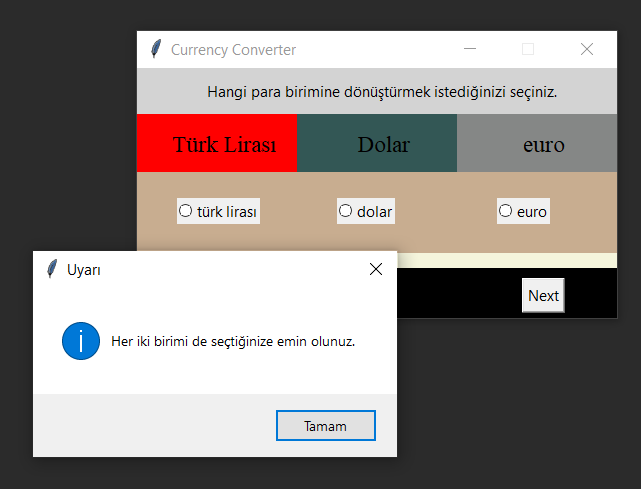 Currency Converter
Hangi para birimine dönüştürmek istediğinizi seçiniz.
Türk Lirası
Dolar
euro
türk lirası
dolar
euro
Next
Uyarı
Her iki birimi de seçtiğinize emin olunuz.
Tamam